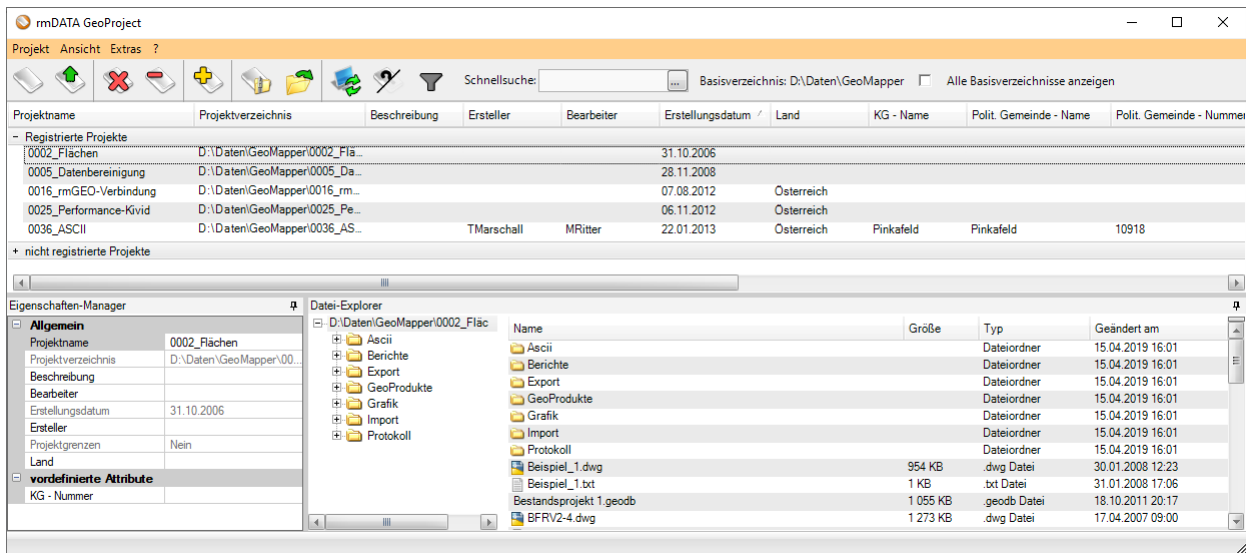 rmDATA GeoProject
Projekt Ansicht Extras ?
Schnellsuche: ... Basisverzeichnis: D:\Daten\GeoMapper Alle Basisverzeichnisse anzeigen
Projektname Projektverzeichnis Beschreibung Ersteller Bearbeiter Erstellungsdatum Land KG - Name Polit. Gemeinde - Name Polit. Gemeinde - Nummer
Registrierte Projekte
0002_Flächen D:\Daten\GeoMapper\0002_Flä... 31.10.2006
0005_Datenbereinigung D:\Daten\GeoMapper\0005_Da... 28.11.2008
0016_rmGEO-Verbindung D:\Daten\GeoMapper\0016_rm... 07.08.2012 Österreich
0025_Performance-Kivid D:\Daten\GeoMapper\0025_Pe... 06.11.2012 Österreich
0036_ASCII D:\Daten\GeoMapper\0036_AS... TMarschall MRitter 22.01.2013 Österreich Pinkafeld Pinkafeld 10918
nicht registrierte Projekte
Eigenschaften-Manager
Allgemein
Projektname 0002_Flächen
Projektverzeichnis D:\Daten\GeoMapper\00...
Beschreibung
Bearbeiter
Erstellungsdatum 31.10.2006
Ersteller
Projektgrenzen Nein
Land
vordefinierte Attribute
KG - Nummer
Datei-Explorer
D:\Daten\GeoMapper\0002_Fläc
Ascii
Berichte
Export
GeoProdukte
Grafik
Import
Protokoll
Name Größe Typ Geändert am
Ascii Dateiordner 15.04.2019 16:01
Berichte Dateiordner 15.04.2019 16:01
Export Dateiordner 15.04.2019 16:01
GeoProdukte Dateiordner 15.04.2019 16:01
Grafik Dateiordner 15.04.2019 16:01
Import Dateiordner 15.04.2019 16:01
Protokoll Dateiordner 15.04.2019 16:01
Beispiel_1.dwg 954 KB .dwg Datei 30.01.2008 12:23
Beispiel_1.txt 1 KB .txt Datei 31.01.2008 17:06
Bestandsprojekt 1.geodb 1 055 KB .geodb Datei 18.10.2011 20:17
BFRV2-4.dwg 1 273 KB .dwg Datei 17.04.2007 09:00